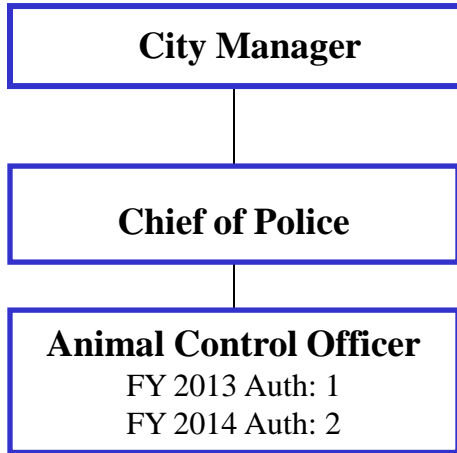 City Manager
Chief of Police
Animal Control Officer
FY 2013 Auth: 1
FY 2014 Auth: 2